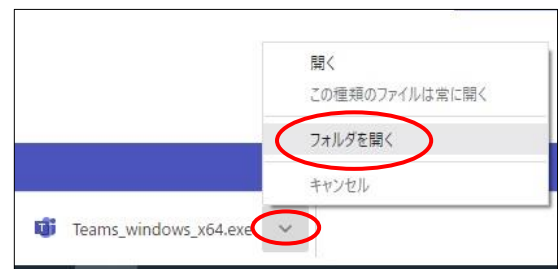 開く
この種類のファイルは常に開く
フォルダを開く
キャンセル
Teams_windows_x64.exe